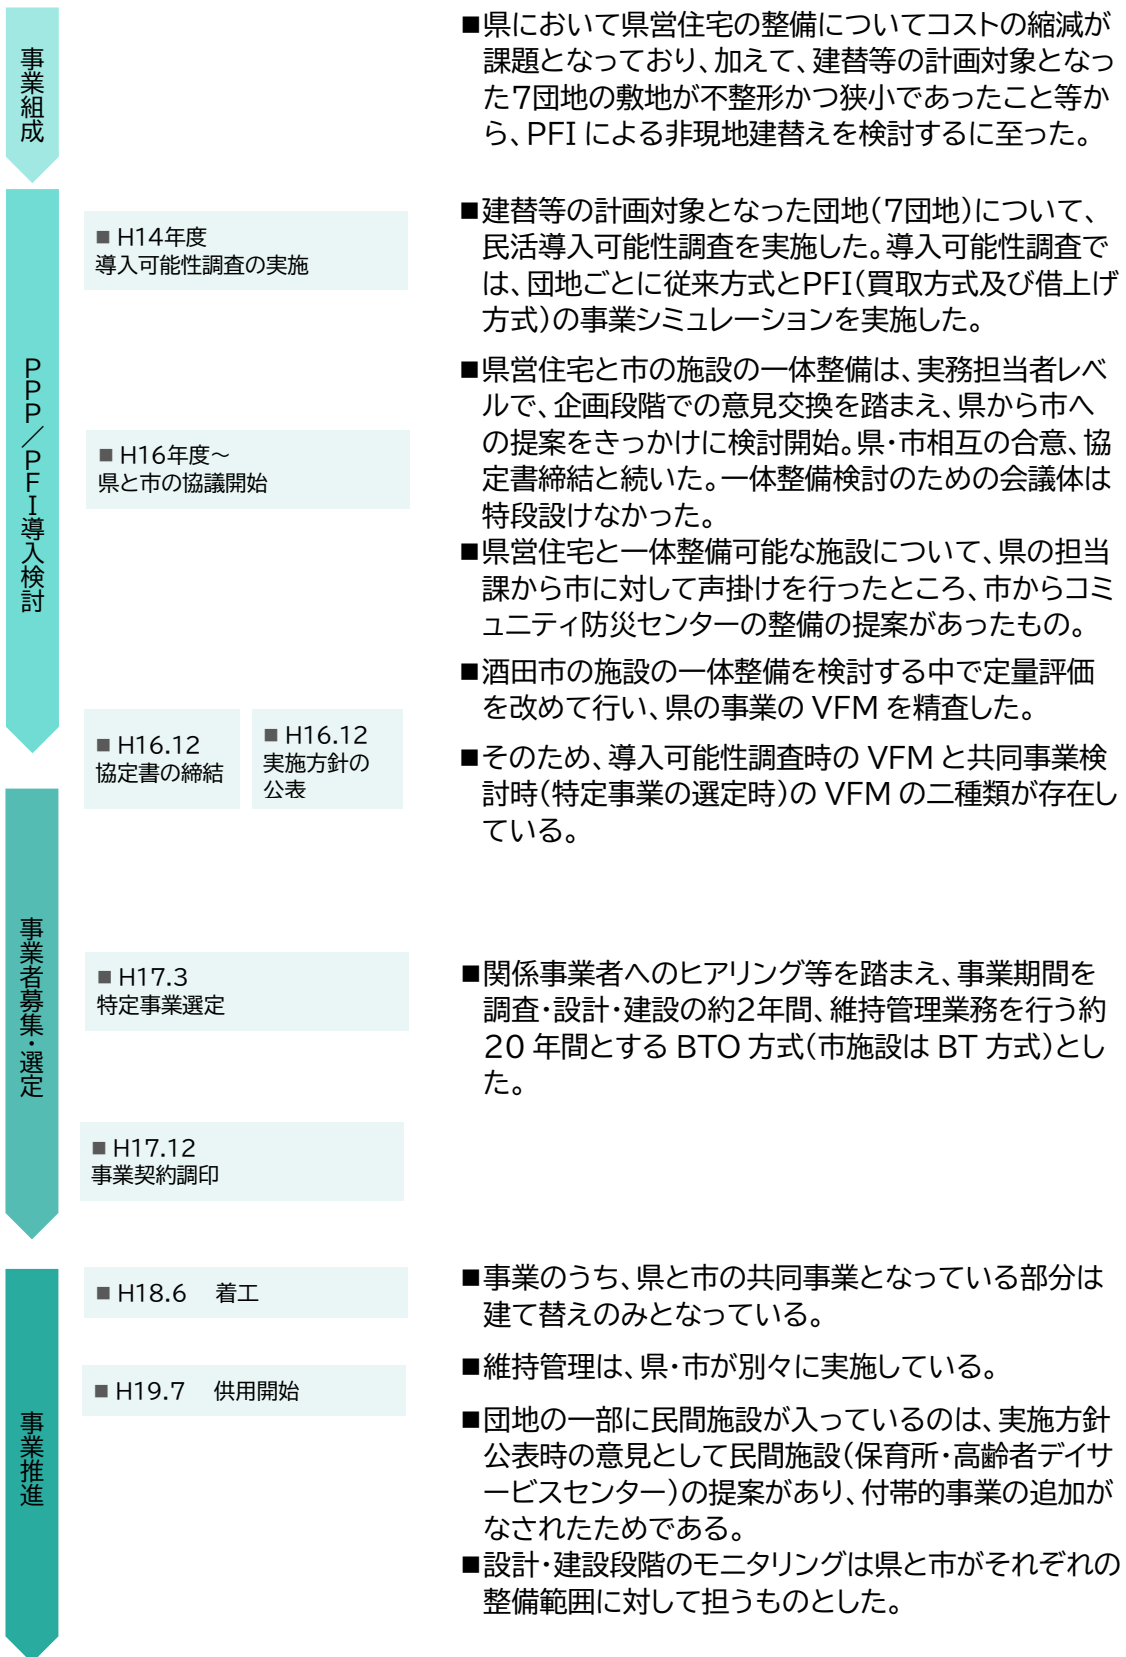 事業組成
■県において県営住宅の整備についてコストの縮減が
課題となっており、加えて、建替等の計画対象となっ
た7団地の敷地が不整形かつ狭小であったこと等か
ら、PFI による非現地建替えを検討するに至った。
PPP／PFI導入検討
■ H14年度
導入可能性調査の実施
■建替等の計画対象となった団地(7団地)について、
民活導入可能性調査を実施した。導入可能性調査で
は、団地ごとに従来方式とPFI(買取方式及び借上げ
方式)の事業シミュレーションを実施した。
■ H16年度～
県と市の協議開始
■県営住宅と市の施設の一体整備は、実務担当者レベ
ルで、企画段階での意見交換を踏まえ、県から市へ
の提案をきっかけに検討開始。県・市相互の合意、協
定書締結と続いた。一体整備検討のための会議体は
特段設けなかった。
■県営住宅と一体整備可能な施設について、県の担当
課から市に対して声掛けを行ったところ、市からコミ
ュニティ防災センターの整備の提案があったもの。
■ H16.12
協定書の締結
■ H16.12
実施方針の
公表
■酒田市の施設の一体整備を検討する中で定量評価
を改めて行い、県の事業の VFM を精査した。
■そのため、導入可能性調査時の VFM と共同事業検
討時(特定事業の選定時)の VFM の二種類が存在し
ている。
事業者募集・選定
■ H17.3
特定事業選定
■関係事業者へのヒアリング等を踏まえ、事業期間を
調査・設計・建設の約2年間、維持管理業務を行う約
20 年間とする BTO 方式(市施設は BT 方式)とし
た。
■ H17.12
事業契約調印
事業推進
■ H18.6 着工
■ H19.7 供用開始
■事業のうち、県と市の共同事業となっている部分は
建て替えのみとなっている。
■維持管理は、県・市が別々に実施している。
■団地の一部に民間施設が入っているのは、実施方針
公表時の意見として民間施設(保育所・高齢者デイサ
ービスセンター)の提案があり、付帯的事業の追加が
なされたためである。
■設計・建設段階のモニタリングは県と市がそれぞれの
整備範囲に対して担うものとした。